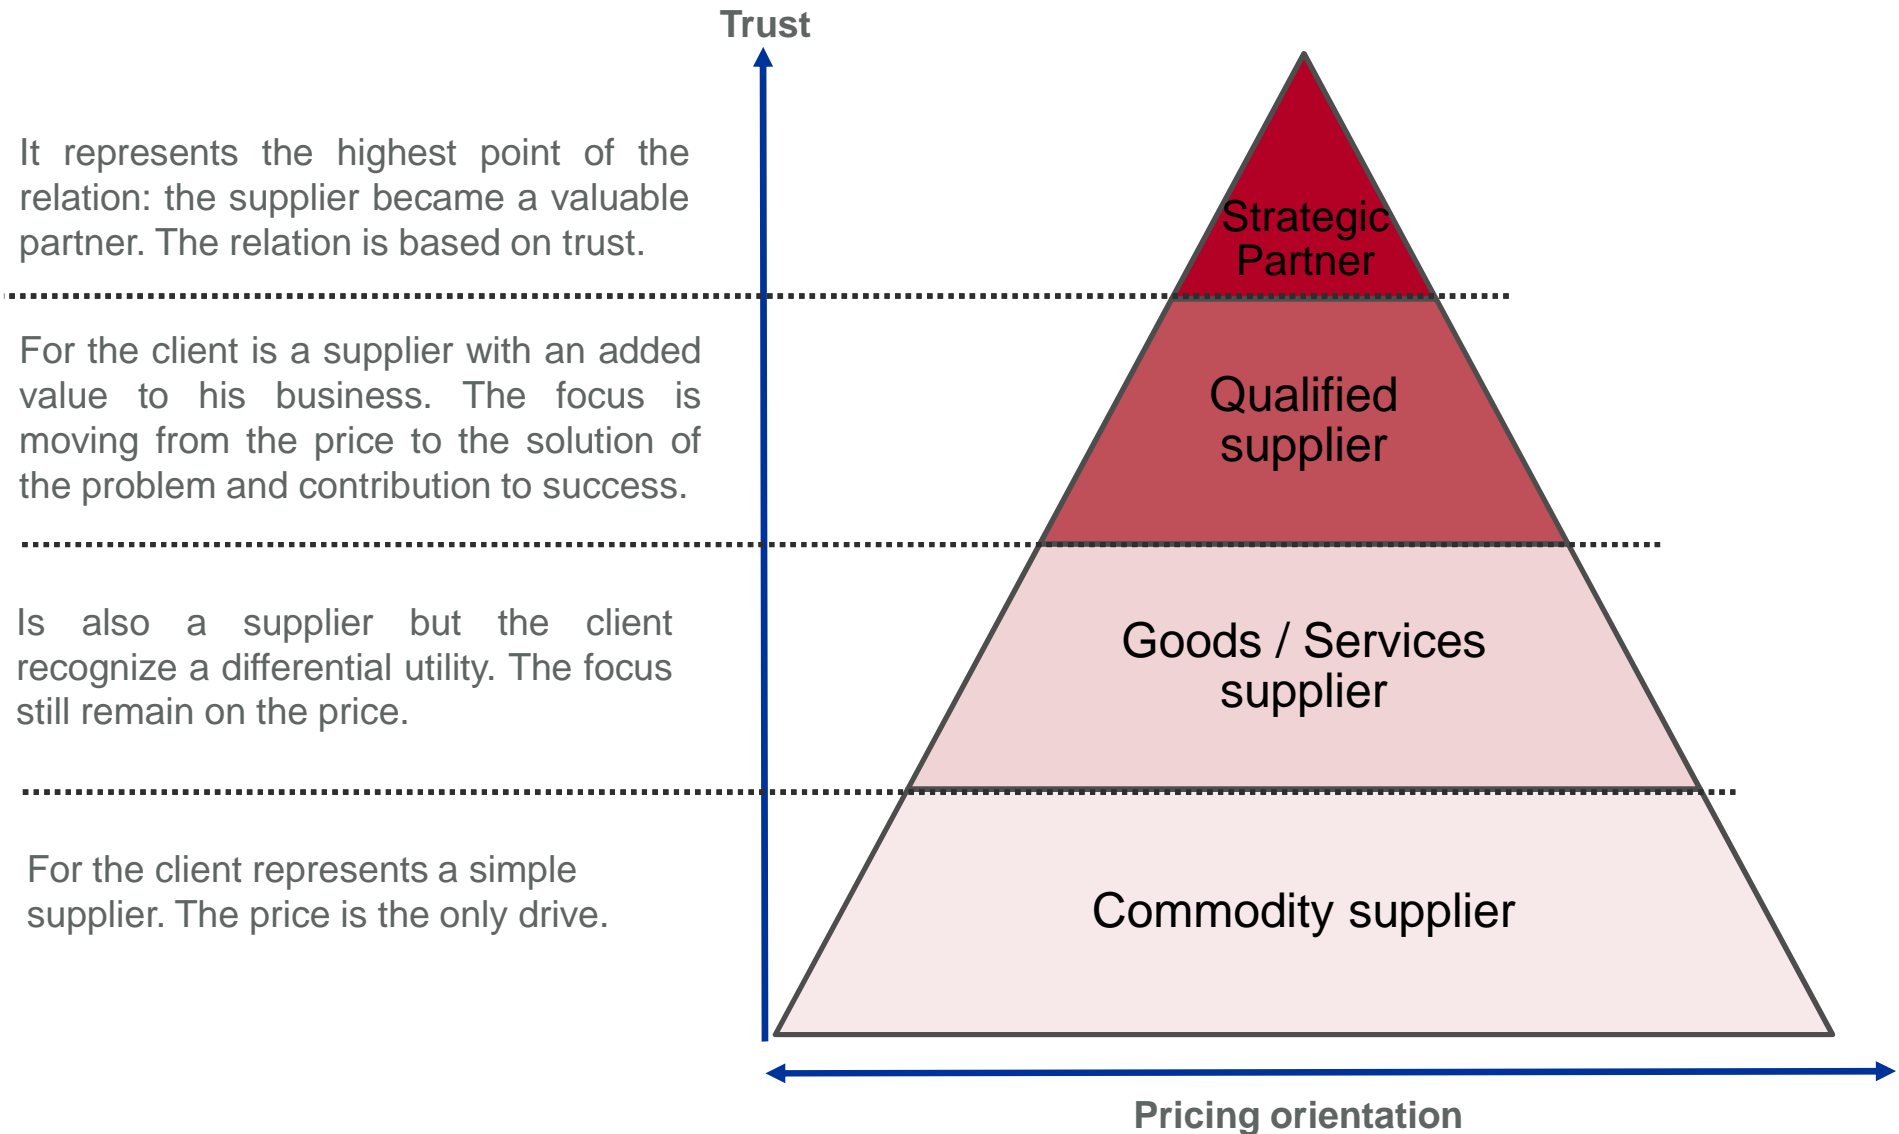 Trust
It represents the highest point of the
relation: the supplier became a valuable
partner. The relation is based on trust.
Strategic
Partner
For the client is a supplier with an added
value to his business. The focus is
moving from the price to the solution of
the problem and contribution to success.
Qualified
supplier
Is also a supplier but the client
recognize a differential utility. The focus
still remain on the price.
Goods / Services
supplier
For the client represents a simple
supplier. The price is the only drive.
Commodity supplier
Pricing orientation